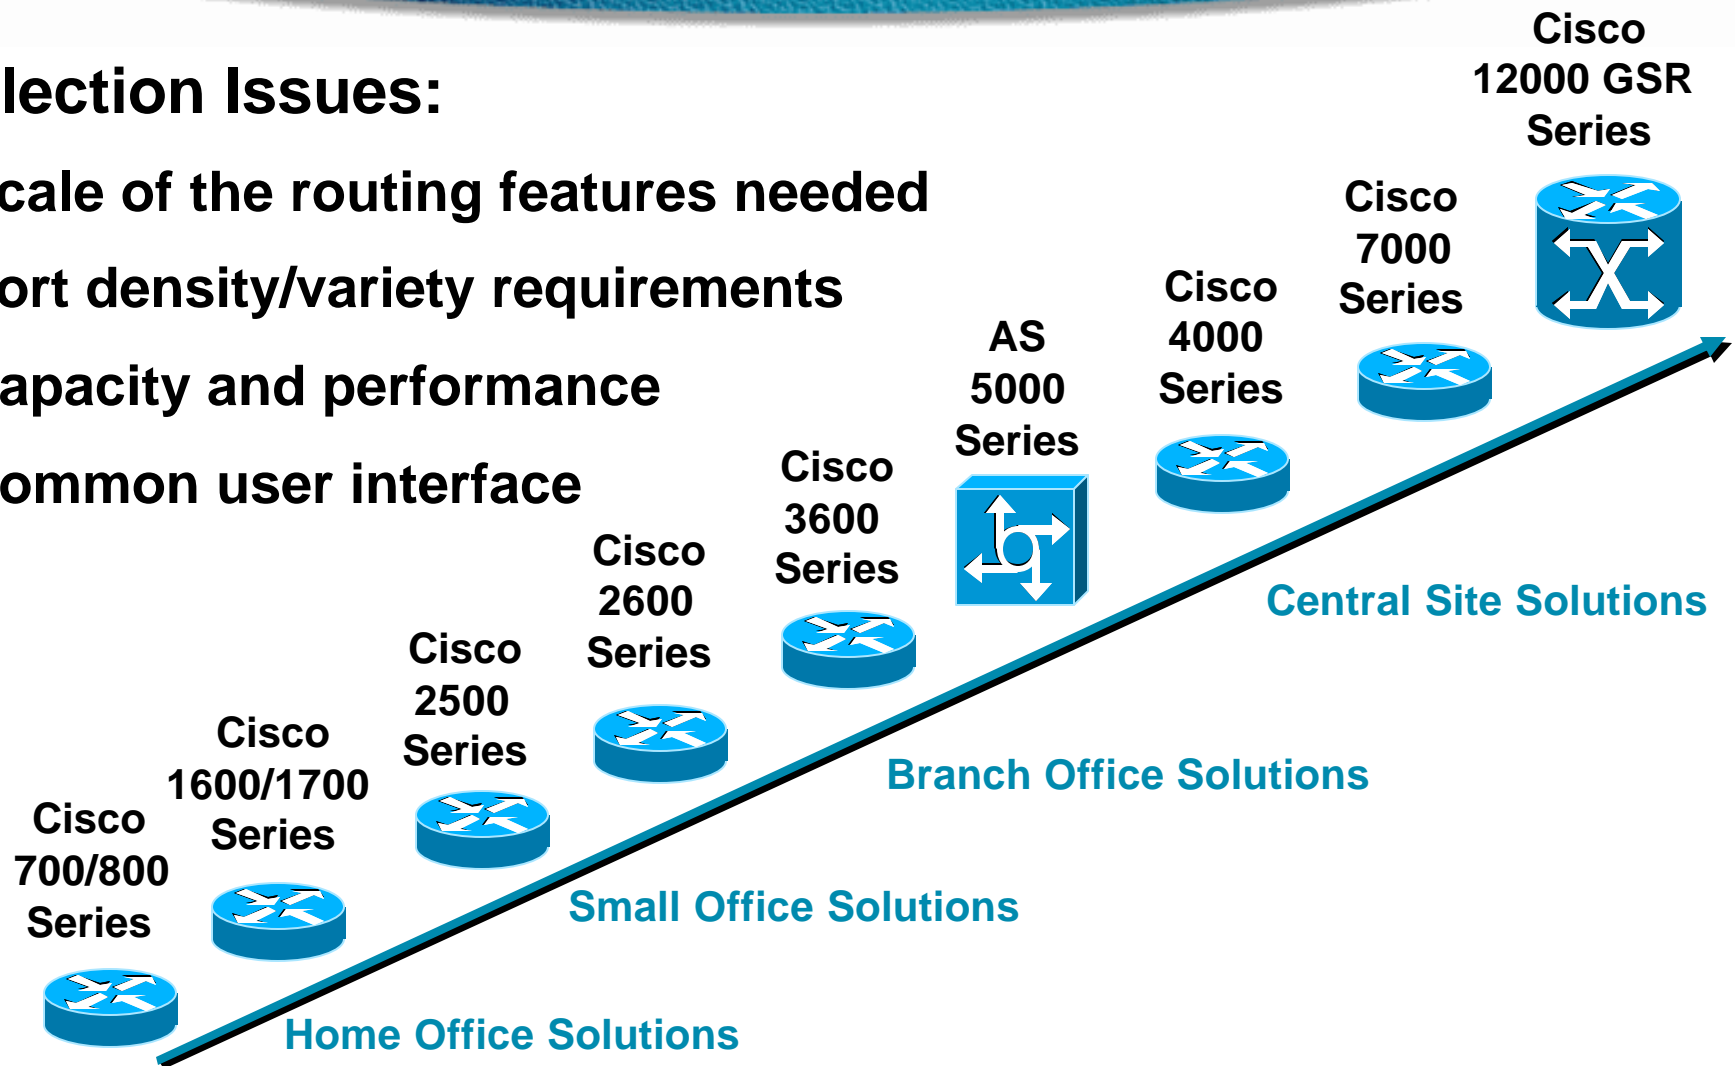 lection Issues:
cale of the routing features needed
ort density/variety requirements
apacity and performance
ommon user interface
Cisco
700/800
Series
Cisco
1600/1700
Series
Cisco
2500
Series
Cisco
2600
Series
Cisco
3600
Series
AS
5000
Series
Cisco
4000
Series
Cisco
7000
Series
Cisco
12000 GSR
Series
Central Site Solutions
Branch Office Solutions
Small Office Solutions
Home Office Solutions